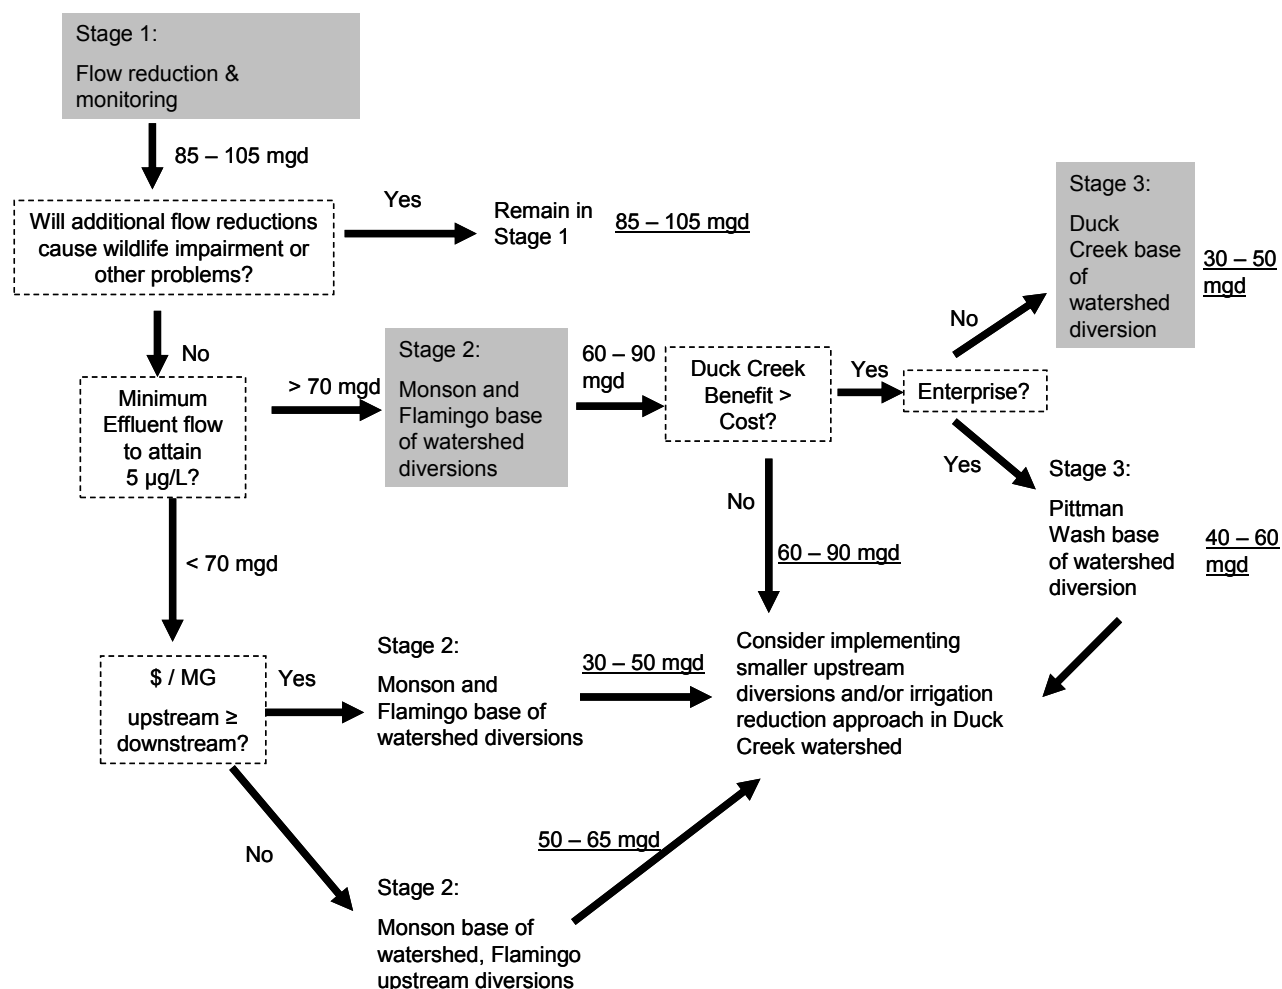 Stage 1:
Flow reduction &
monitoring
85 – 105 mgd
Will additional flow reductions
cause wildlife impairment or
other problems?
Yes
Remain in
Stage 1
85 – 105 mgd
No
Minimum
Effluent flow
to attain
5 µg/L?
> 70 mgd
Stage 2:
Monson and
Flamingo base
of watershed
diversions
60 – 90
mgd
Duck Creek
Benefit >
Cost?
Yes
Enterprise?
No
Stage 3:
Duck
Creek base
of
watershed
diversion
30 – 50
mgd
Yes
Stage 3:
Pittman
Wash base
of watershed
diversion
40 – 60
mgd
No
60 – 90 mgd
< 70 mgd
$ / MG
upstream ≥
downstream?
Yes
Stage 2:
Monson and
Flamingo base of
watershed diversions
30 – 50 mgd
Consider implementing
smaller upstream
diversions and/or irrigation
reduction approach in Duck
Creek watershed
No
50 – 65 mgd
Stage 2:
Monson base of
watershed, Flamingo
upstream diversions